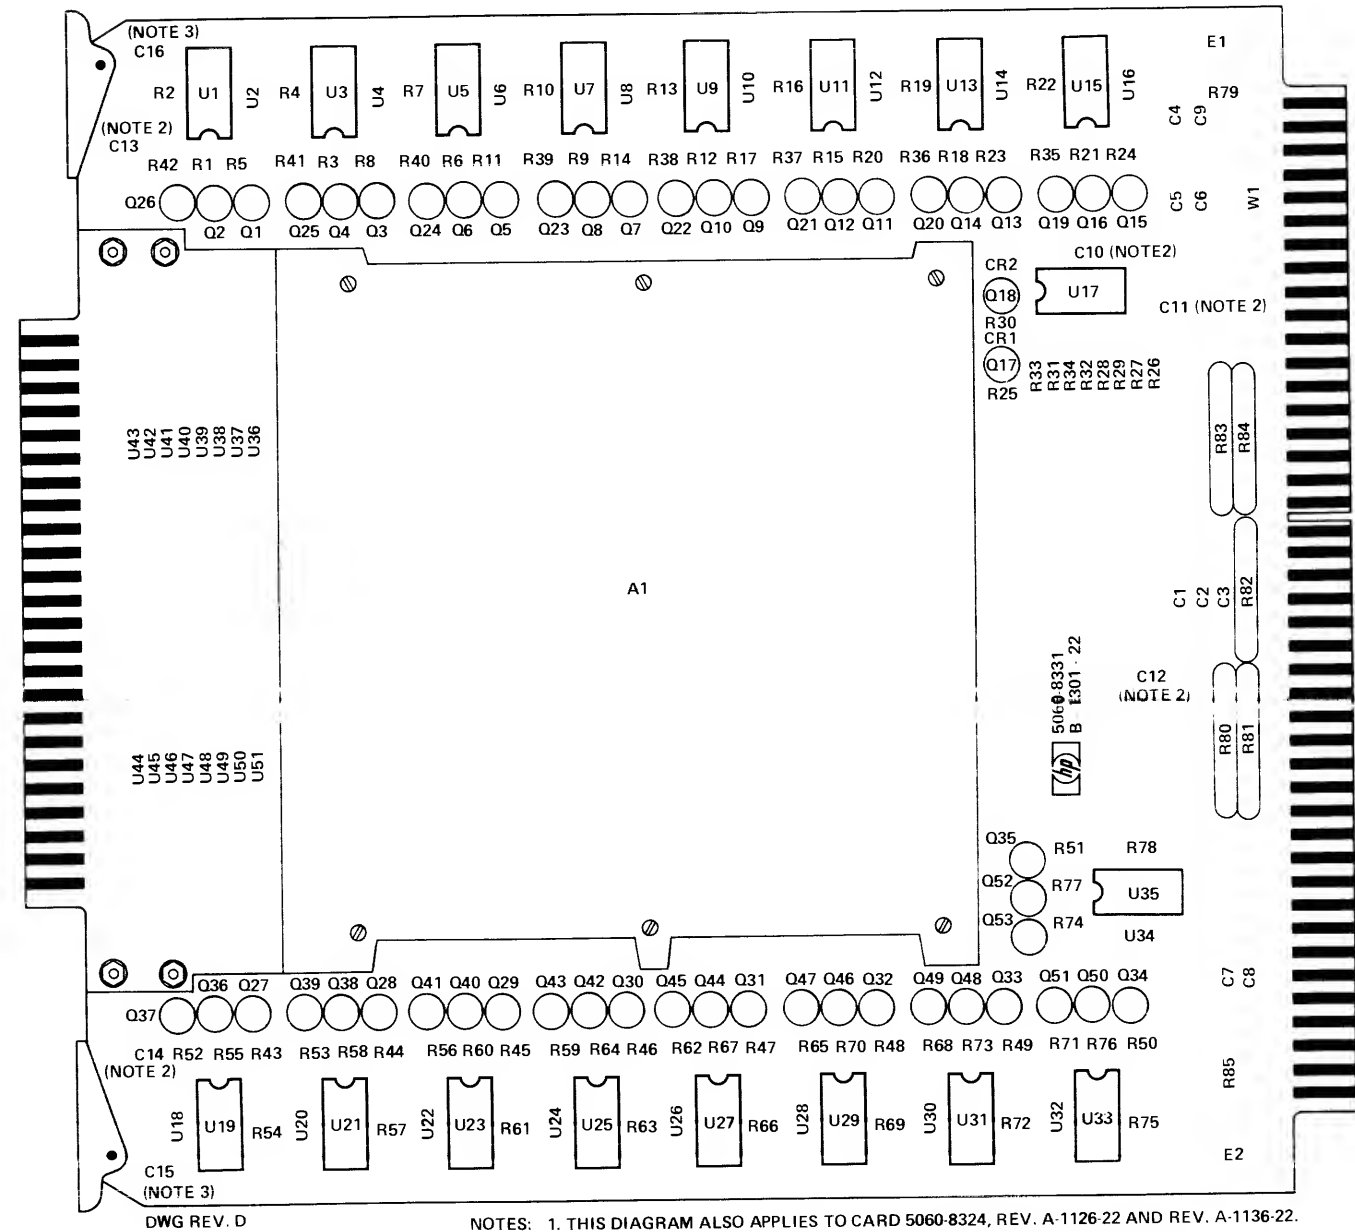 (NOTE 3)
C16
E1
R2 U1 U2 R4 U3 U4 R7 U5 U6 R10 U7 U8 R13 U9 U10 R16 U11 U12 R19 U13 U14 R22 U15 U16
R79
C4 C9
(NOTE 2)
C13
R42 R1 R5 R41 R3 R8 R40 R6 R11 R39 R9 R14 R38 R12 R17 R37 R15 R20 R36 R18 R23 R35 R21 R24
Q26
C5 C6 W1
Q2 Q1 Q25 Q4 Q3 Q24 Q6 Q5 Q23 Q8 Q7 Q22 Q10 Q9 Q21 Q12 Q11 Q20 Q14 Q13 Q19 Q16 Q15
C10 (NOTE2)
CR2
Q18 U17
C11 (NOTE 2)
R30
CR1
Q17
R25
R33 R31 R34 R32 R28 R29 R27 R26
R83 R84
U43 U42 U41 U40 U39 U38 U37 U36
A1
C1 C2 C3 R82
C12
(NOTE 2)
5060-8331
B - 1301 - 22
hp
R80 R81
U44 U45 U46 U47 U48 U49 U50 U51
Q35 R51 R78
Q52 R77 U35
Q53 R74
U34
C7 C8
Q36 Q27 Q39 Q38 Q28 Q41 Q40 Q29 Q43 Q42 Q30 Q45 Q44 Q31 Q47 Q46 Q32 Q49 Q48 Q33 Q51 Q50 Q34
Q37
C14 R52 R55 R43 R53 R58 R44 R56 R60 R45 R59 R64 R46 R62 R67 R47 R65 R70 R48 R68 R73 R49 R71 R76 R50
(NOTE 2)
R85
U18 U19 R54 U20 U21 R57 U22 U23 R61 U24 U25 R63 U26 U27 R66 U28 U29 R69 U30 U31 R72 U32 U33 R75
E2
C15
(NOTE 3)
DWG REV. D
NOTES: 1. THIS DIAGRAM ALSO APPLIES TO CARD 5060-8324, REV. A-1126-22 AND REV. A-1136-22.